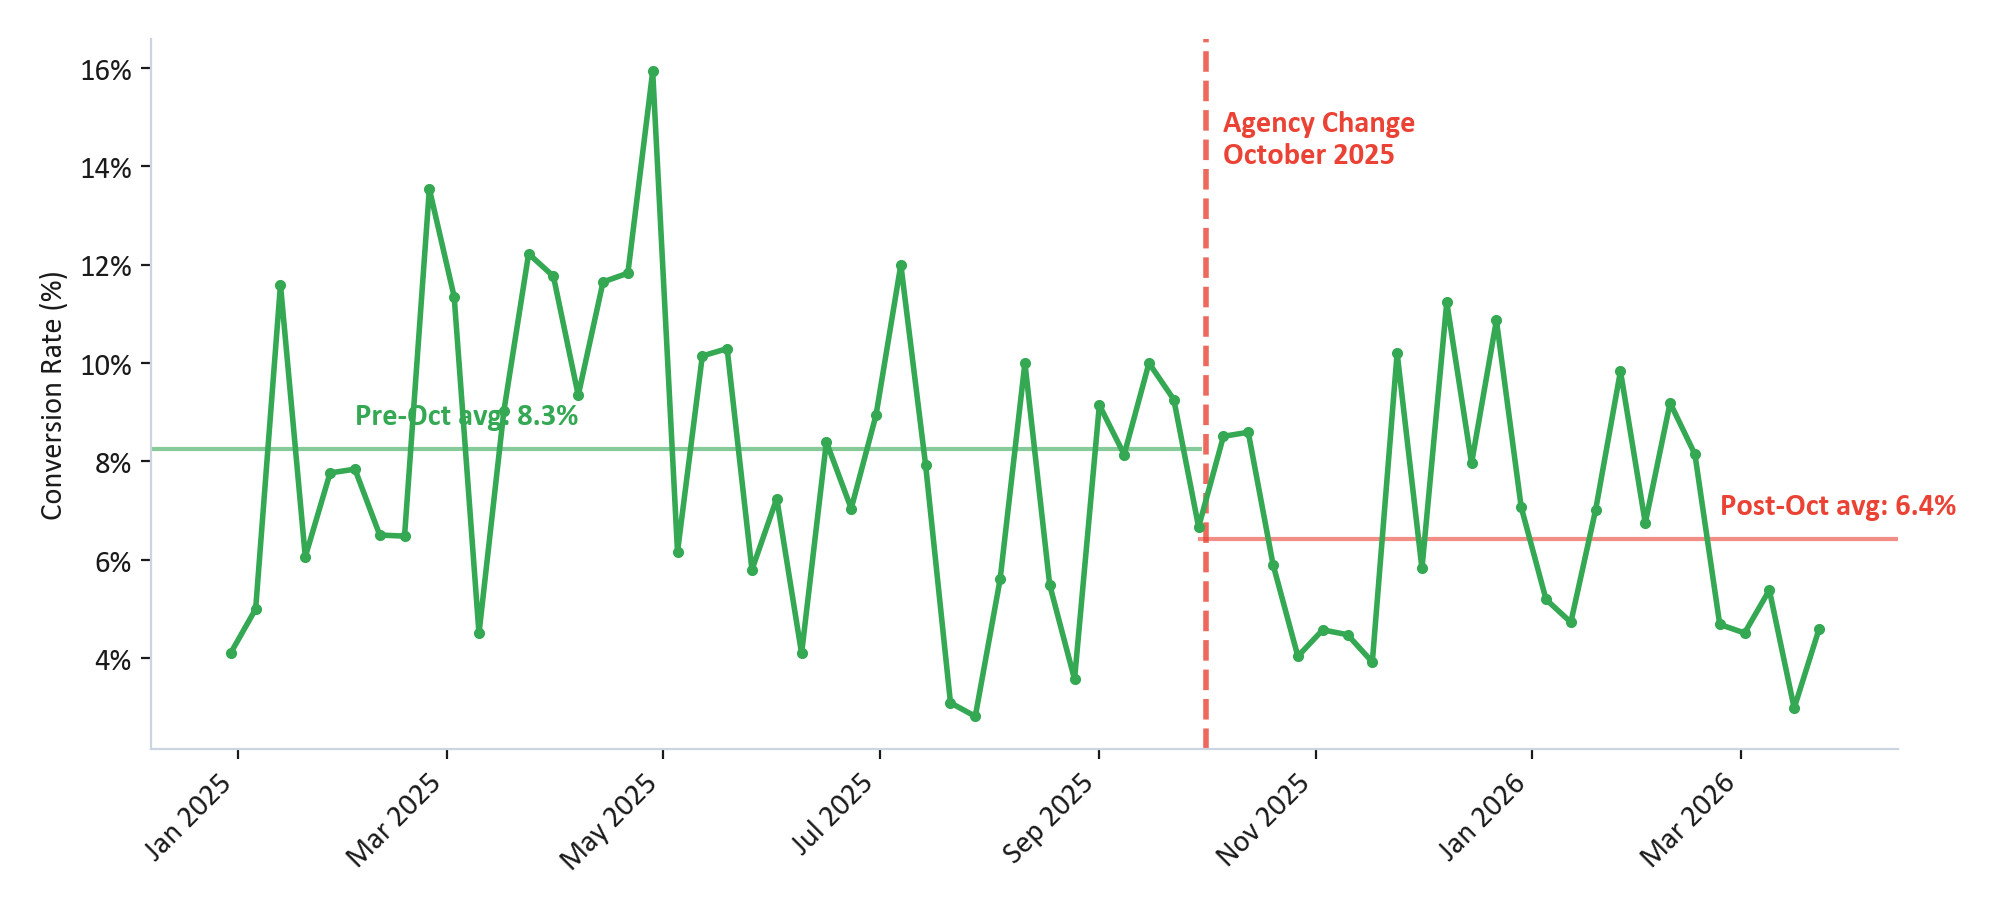 16%
14%
12%
10%
8%
6%
4%
Conversion Rate (%)
Agency Change
October 2025
Pre-Oct avg: 8.3%
Post-Oct avg: 6.4%
Jan 2025
Mar 2025
May 2025
Jul 2025
Sep 2025
Nov 2025
Jan 2026
Mar 2026